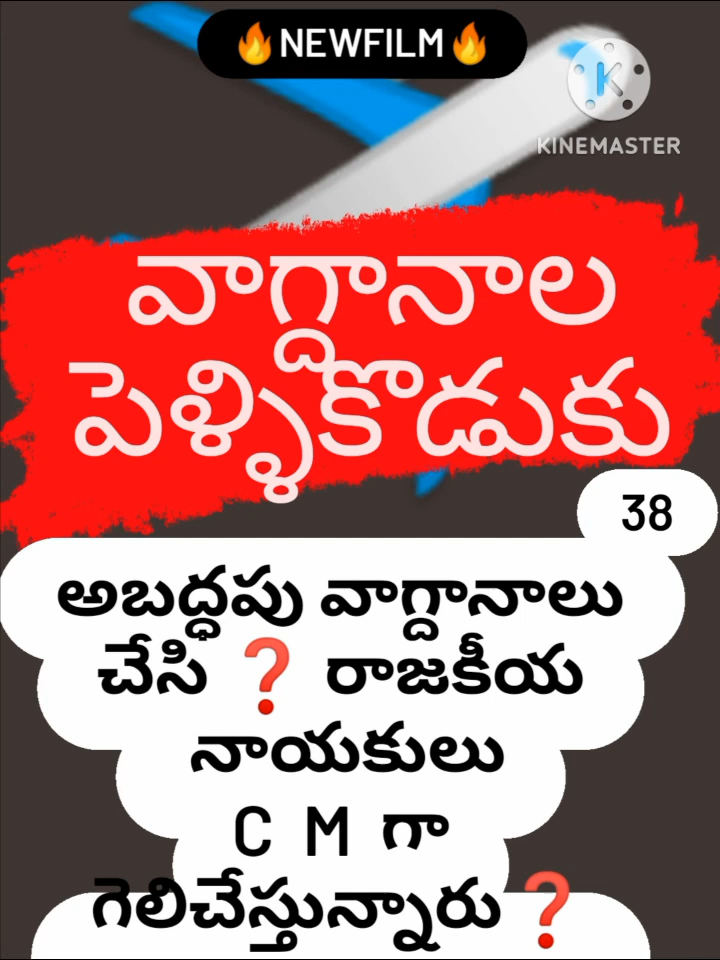 🔥NEWFILM🔥
KINEMASTER
వాగ్దానాల
పెళ్ళికొడుకు
38
అబద్ధపు వాగ్దానాలు
చేసి ❓ రాజకీయ
నాయకులు
C M గా
గెలిచేస్తున్నారు❓